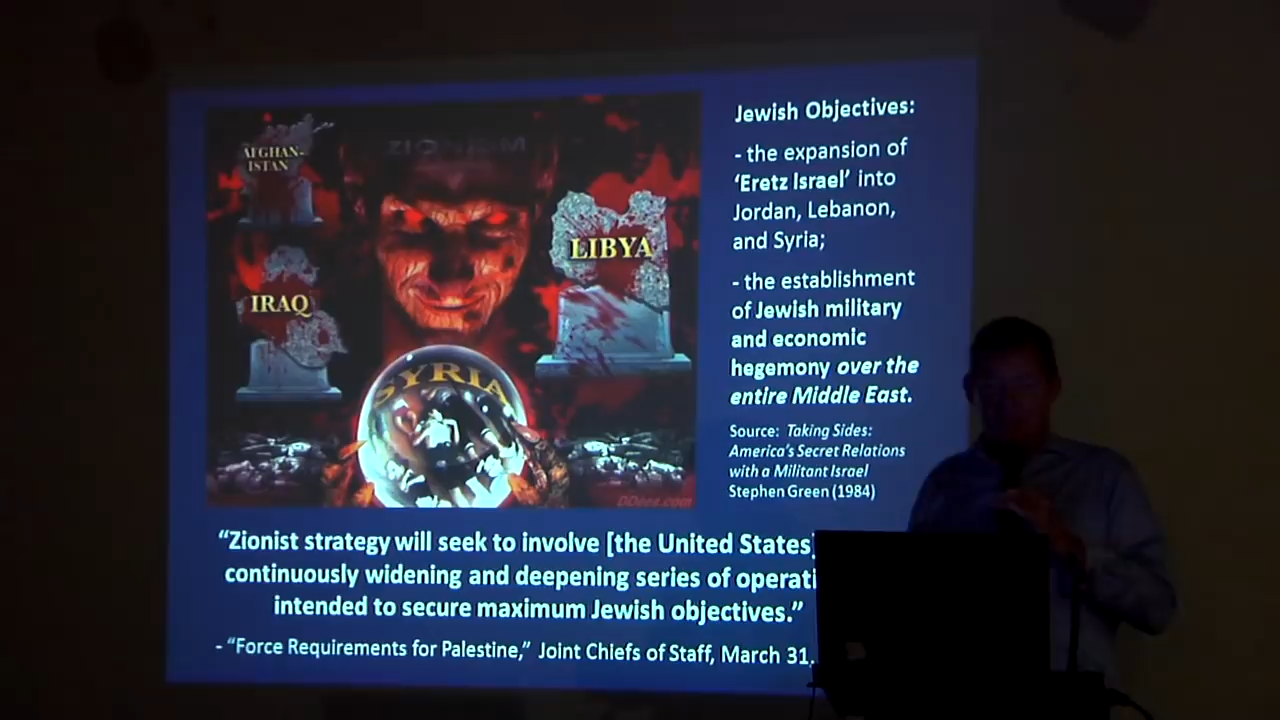 ZIONISM
AFGHAN-
ISTAN
LIBYA
IRAQ
SYRIA
DDees.com
Jewish Objectives:
- the expansion of
‘Eretz Israel’ into
Jordan, Lebanon,
and Syria;
- the establishment
of Jewish military
and economic
hegemony over the
entire Middle East.
Source: Taking Sides:
America’s Secret Relations
with a Militant Israel
Stephen Green (1984)
“Zionist strategy will seek to involve [the United States]
continuously widening and deepening series of operati
intended to secure maximum Jewish objectives.”
- “Force Requirements for Palestine,” Joint Chiefs of Staff, March 31,